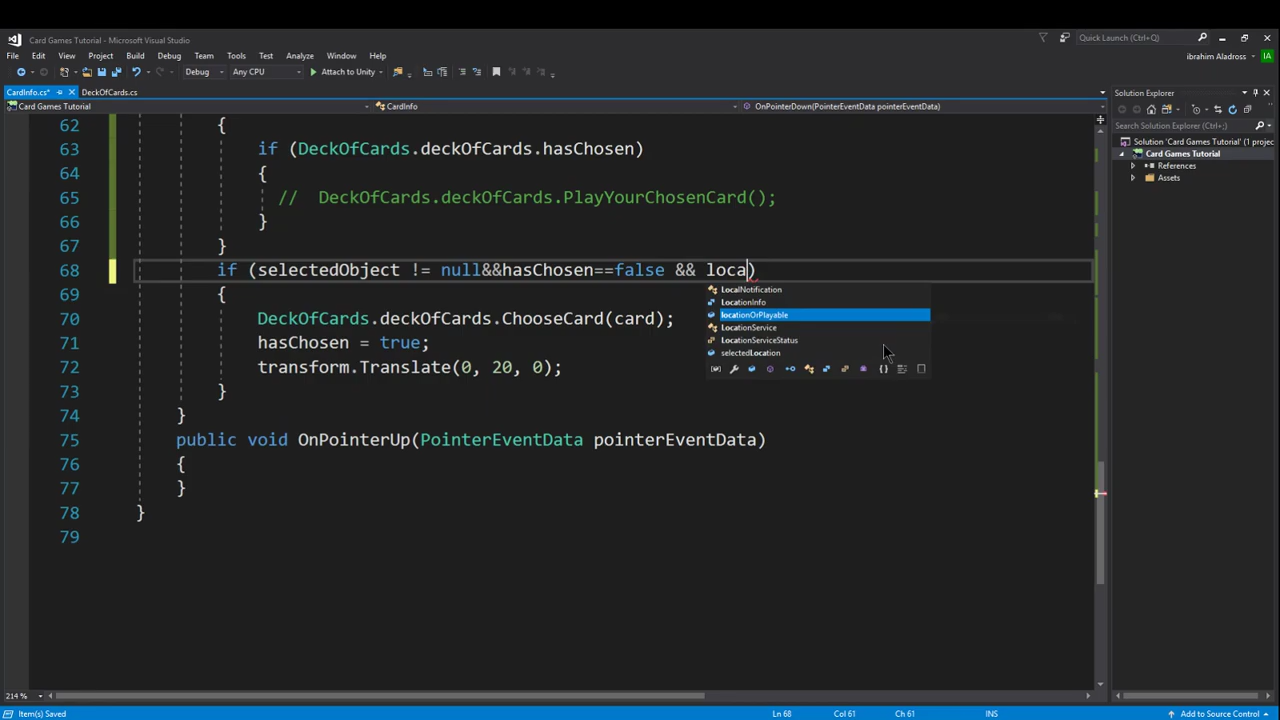 Card Games Tutorial - Microsoft Visual Studio
Quick Launch (Ctrl+Q)
File Edit View Project Build Debug Team Tools Test Analyze Window Help
ibrahim Aladross
IA
Debug Any CPU Attach to Unity
CardInfo.cs* DeckOfCards.cs
Card Games Tutorial CardInfo OnPointerDown(PointerEventData pointerEventData)
Solution Explorer
Search Solution Explorer (Ctrl+;)
Solution 'Card Games Tutorial' (1 projec
Card Games Tutorial
References
Assets
62 {
63 if (DeckOfCards.deckOfCards.hasChosen)
64 {
65 // DeckOfCards.deckOfCards.PlayYourChosenCard();
66 }
67 }
68 if (selectedObject != null&&hasChosen==false && loca)
69 {
70 DeckOfCards.deckOfCards.ChooseCard(card);
71 hasChosen = true;
72 transform.Translate(0, 20, 0);
73 }
74 }
75 public void OnPointerUp(PointerEventData pointerEventData)
76 {
77 }
78 }
79
LocalNotification
LocationInfo
locationOrPlayable
LocationService
LocationServiceStatus
selectedLocation
214 %
Item(s) Saved Ln 68 Col 61 Ch 61 INS Add to Source Control